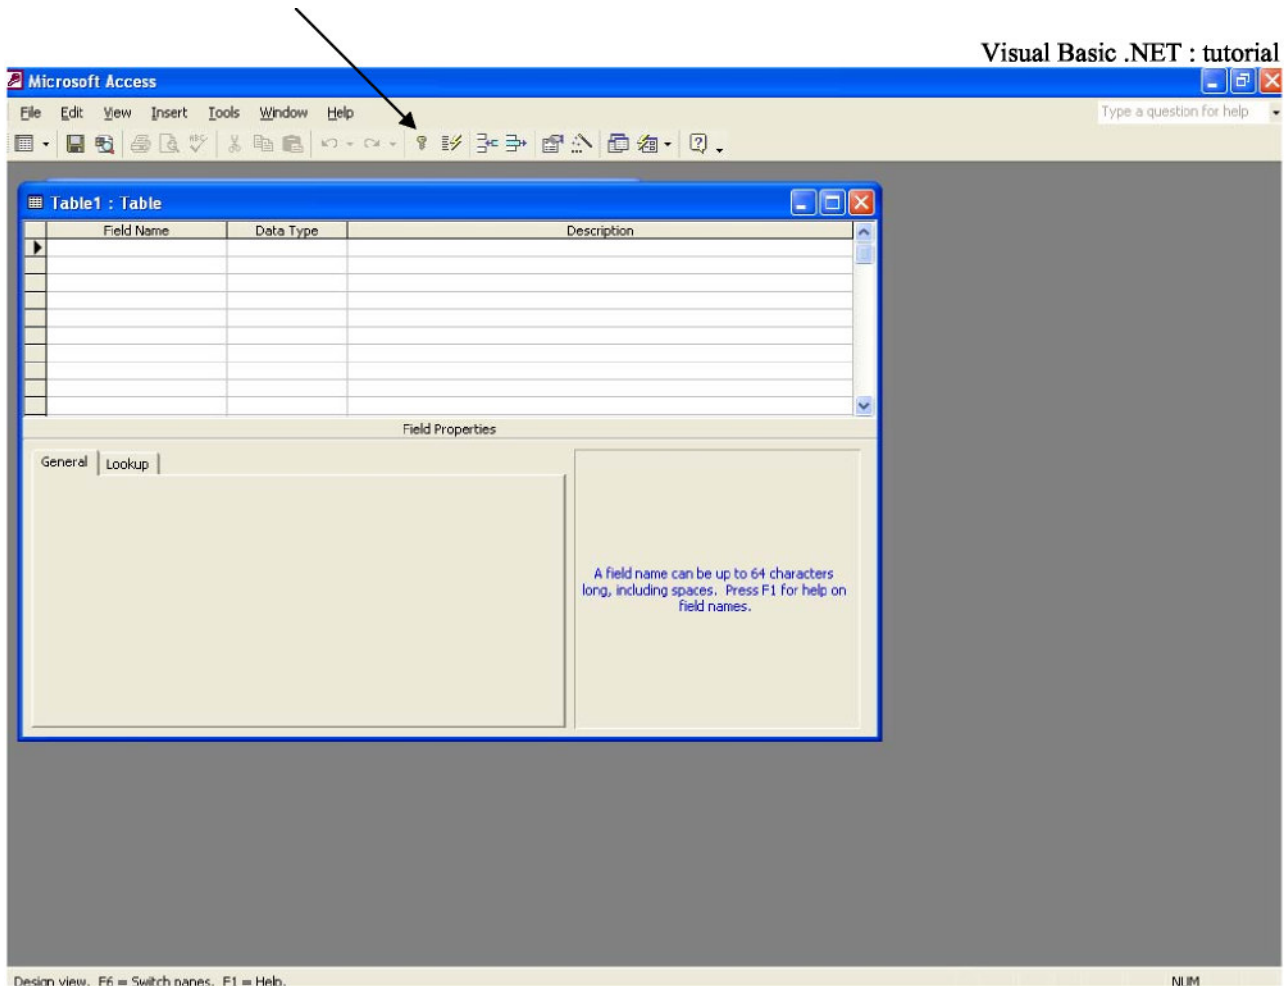 Visual Basic .NET : tutorial
Microsoft Access
File Edit View Insert Tools Window Help Type a question for help
Table1 : Table
Field Name Data Type Description
Field Properties
General Lookup
A field name can be up to 64 characters
long, including spaces. Press F1 for help on
field names.
Design view. F6 = Switch panes. F1 = Help. NUM